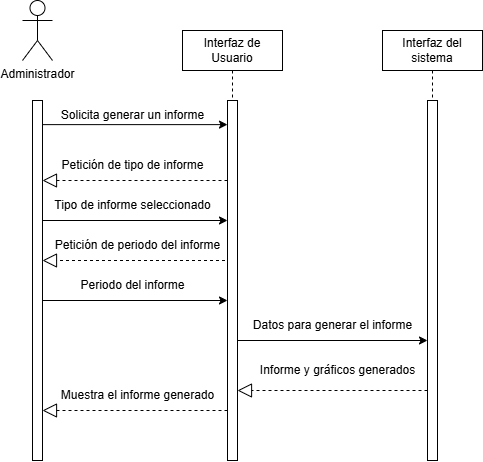 Administrador
Interfaz de
Usuario
Interfaz del
sistema
Solicita generar un informe
Petición de tipo de informe
Tipo de informe seleccionado
Petición de periodo del informe
Periodo del informe
Datos para generar el informe
Informe y gráficos generados
Muestra el informe generado